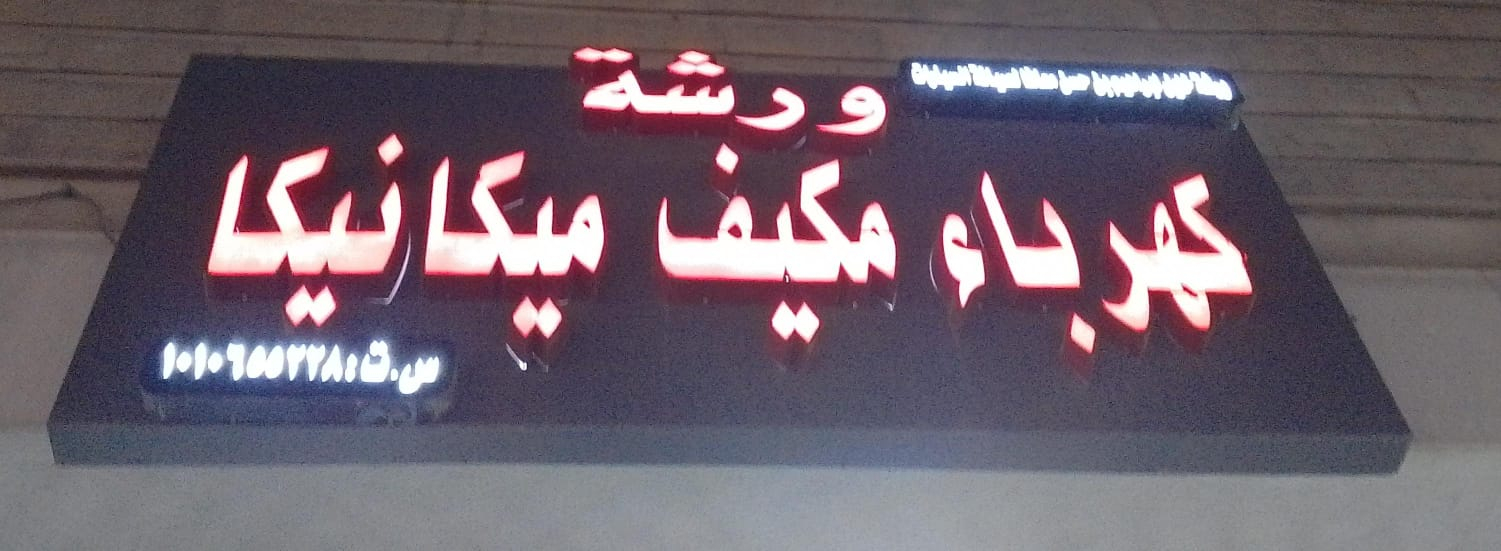 ورشة
كهرباء مكيف ميكانيكا
س.ت: ١٠١٠٦٥٥٢٢٨